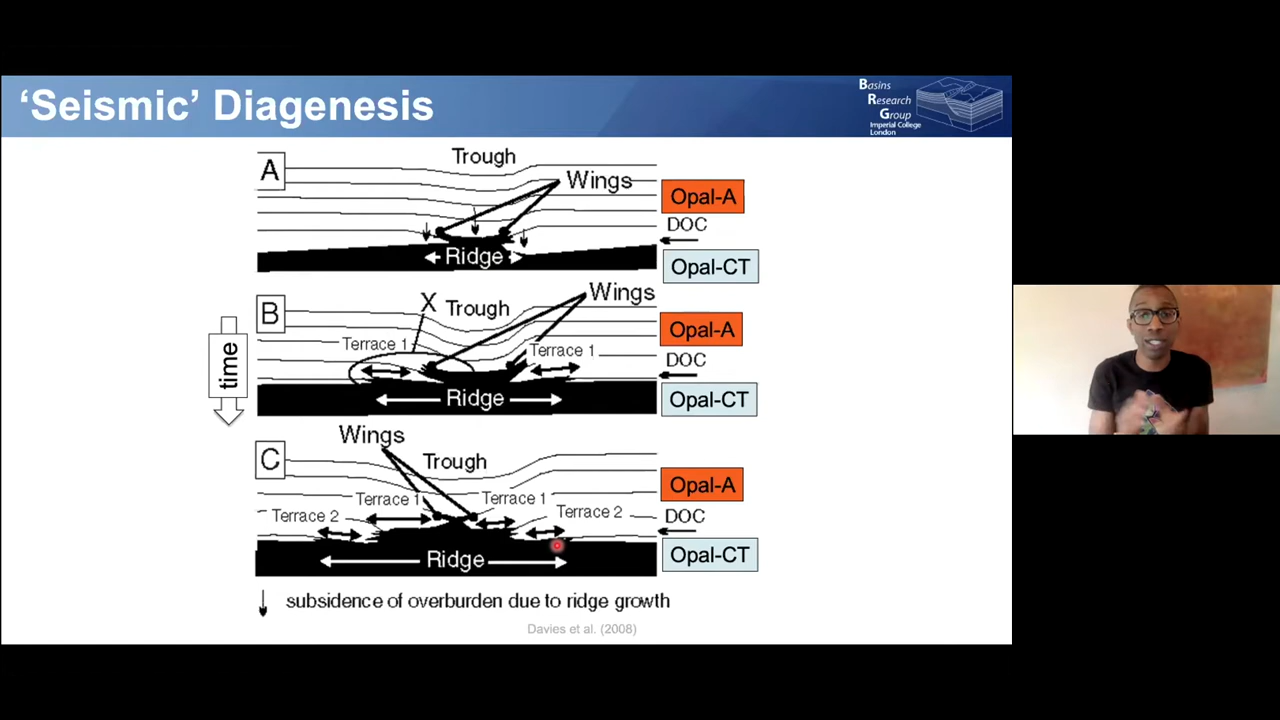 'Seismic' Diagenesis
Basins
Research
Group
Imperial College
London
A
Trough
Wings
Opal-A
DOC
Ridge
Opal-CT
time
B
X
Trough
Wings
Opal-A
Terrace 1
Terrace 1
DOC
Ridge
Opal-CT
Wings
C
Trough
Opal-A
Terrace 1
Terrace 1
Terrace 2
Terrace 2
DOC
Ridge
Opal-CT
subsidence of overburden due to ridge growth
Davies et al. (2008)